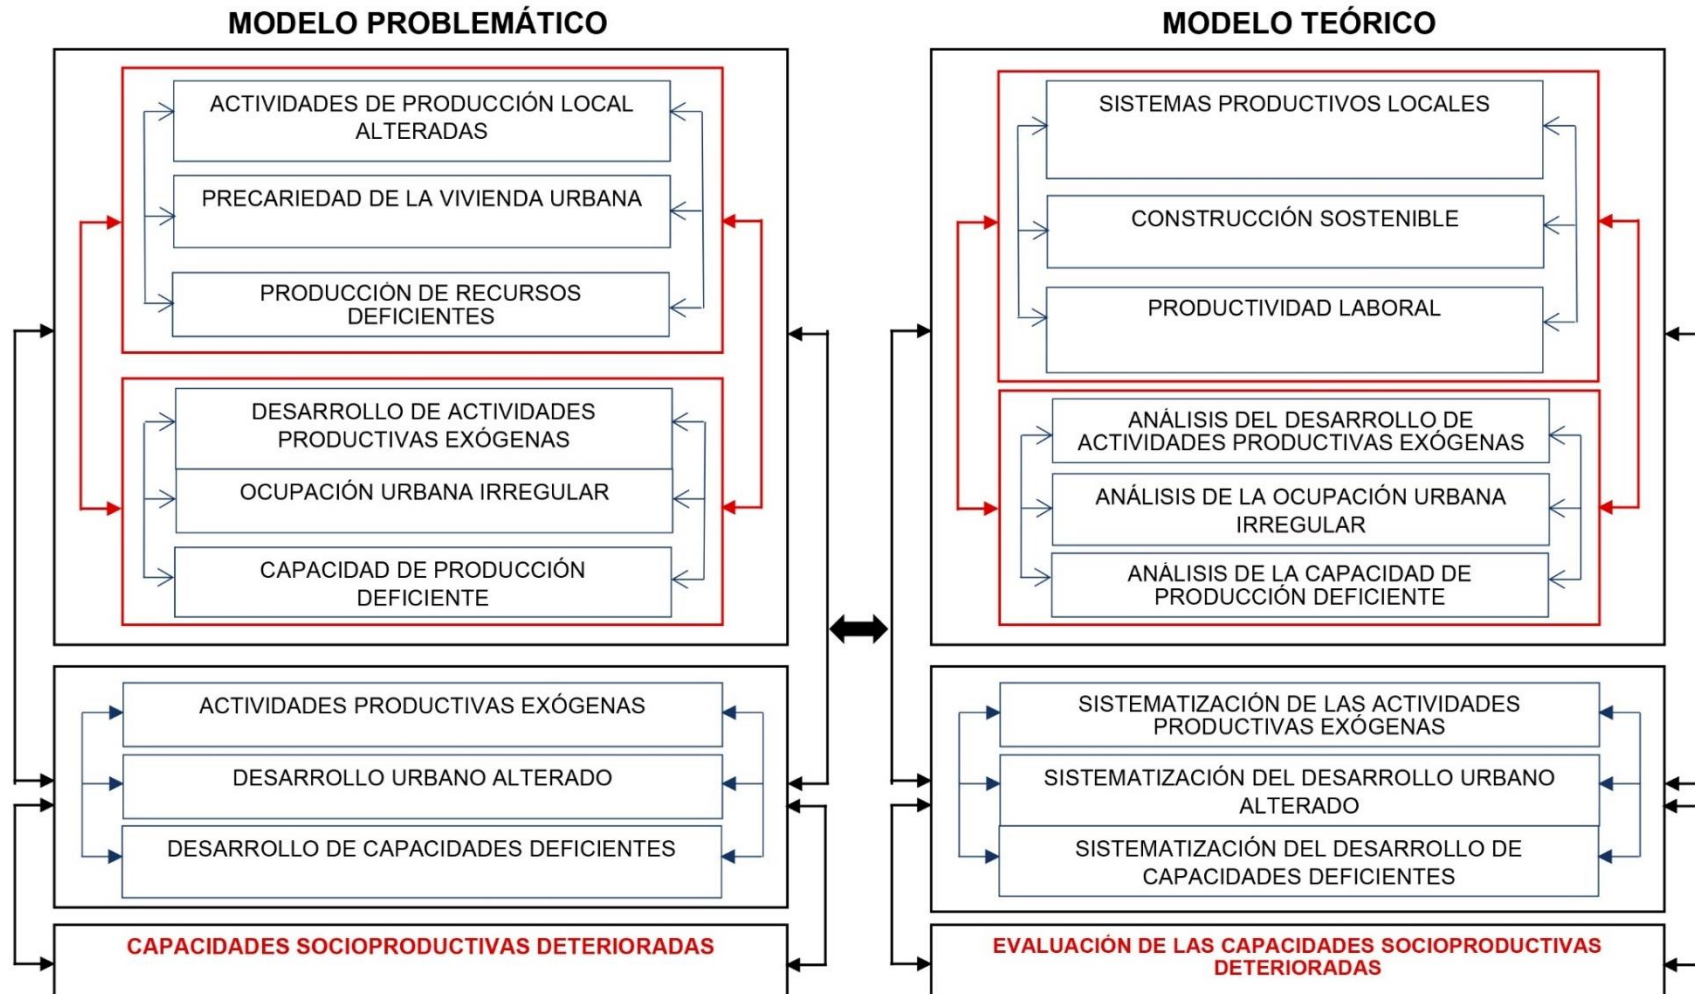 MODELO PROBLEMÁTICO
ACTIVIDADES DE PRODUCCIÓN LOCAL
ALTERADAS
PRECARIEDAD DE LA VIVIENDA URBANA
PRODUCCIÓN DE RECURSOS
DEFICIENTES
DESARROLLO DE ACTIVIDADES
PRODUCTIVAS EXÓGENAS
OCUPACIÓN URBANA IRREGULAR
CAPACIDAD DE PRODUCCIÓN
DEFICIENTE
ACTIVIDADES PRODUCTIVAS EXÓGENAS
DESARROLLO URBANO ALTERADO
DESARROLLO DE CAPACIDADES DEFICIENTES
CAPACIDADES SOCIOPRODUCTIVAS DETERIORADAS
MODELO TEÓRICO
SISTEMAS PRODUCTIVOS LOCALES
CONSTRUCCIÓN SOSTENIBLE
PRODUCTIVIDAD LABORAL
ANÁLISIS DEL DESARROLLO DE
ACTIVIDADES PRODUCTIVAS EXÓGENAS
ANÁLISIS DE LA OCUPACIÓN URBANA
IRREGULAR
ANÁLISIS DE LA CAPACIDAD DE
PRODUCCIÓN DEFICIENTE
SISTEMATIZACIÓN DE LAS ACTIVIDADES
PRODUCTIVAS EXÓGENAS
SISTEMATIZACIÓN DEL DESARROLLO URBANO
ALTERADO
SISTEMATIZACIÓN DEL DESARROLLO DE
CAPACIDADES DEFICIENTES
EVALUACIÓN DE LAS CAPACIDADES SOCIOPRODUCTIVAS
DETERIORADAS